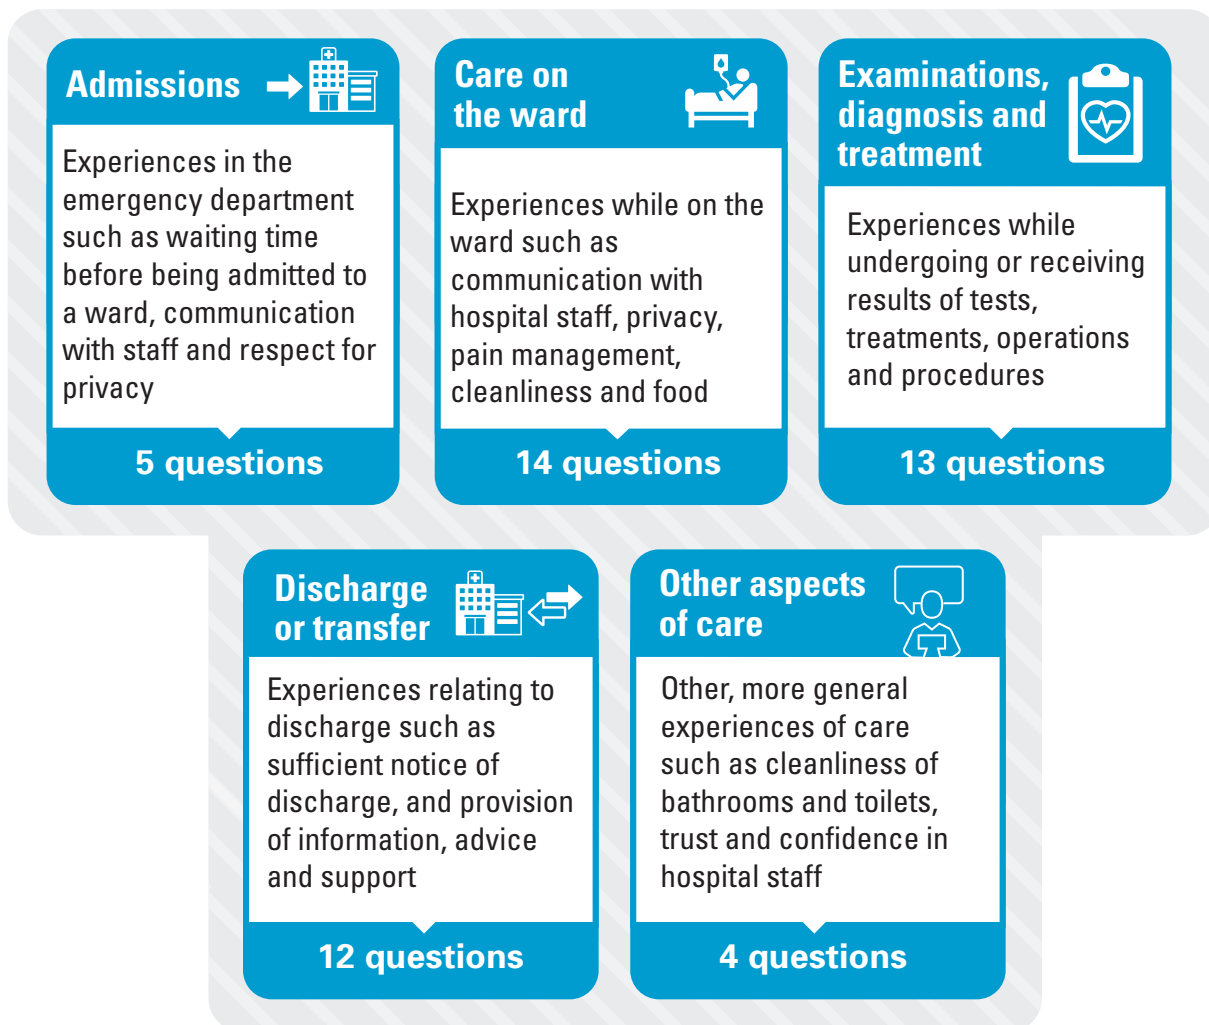 Admissions
Experiences in the
emergency department
such as waiting time
before being admitted to
a ward, communication
with staff and respect for
privacy
5 questions
Care on
the ward
Experiences while on the
ward such as
communication with
hospital staff, privacy,
pain management,
cleanliness and food
14 questions
Examinations,
diagnosis and
treatment
Experiences while
undergoing or receiving
results of tests,
treatments, operations
and procedures
13 questions
Discharge
or transfer
Experiences relating to
discharge such as
sufficient notice of
discharge, and provision
of information, advice
and support
12 questions
Other aspects
of care
Other, more general
experiences of care
such as cleanliness of
bathrooms and toilets,
trust and confidence in
hospital staff
4 questions